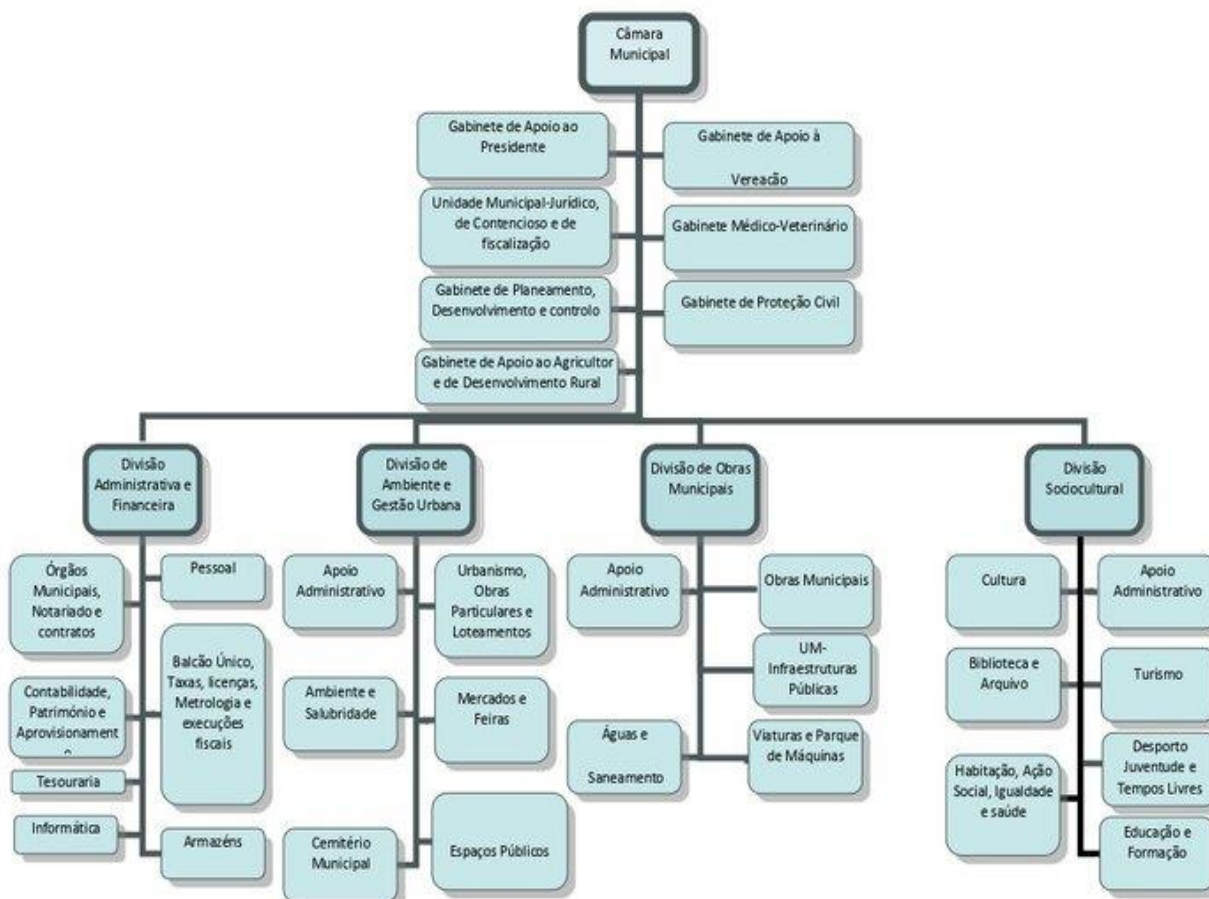 Câmara
Municipal
Gabinete de Apoio ao
Presidente
Gabinete de Apoio à
Vereação
Unidade Municipal-Jurídico,
de Contencioso e de
fiscalização
Gabinete Médico-Veterinário
Gabinete de Planeamento,
Desenvolvimento e controlo
Gabinete de Proteção Civil
Gabinete de Apoio ao Agricultor
e de Desenvolvimento Rural
Divisão
Administrativa e
Financeira
Divisão de
Ambiente e
Gestão Urbana
Divisão de Obras
Municipais
Divisão
Sociocultural
Órgãos
Municipais,
Notariado e
contratos
Pessoal
Contabilidade,
Património e
Aprovisionament
o
Balcão Único,
Taxas, licenças,
Metrologia e
execuções
fiscais
Tesouraria
Informática
Armazéns
Apoio
Administrativo
Urbanismo,
Obras
Particulares e
Loteamentos
Ambiente e
Salubridade
Mercados e
Feiras
Cemitério
Municipal
Espaços Públicos
Apoio
Administrativo
Obras Municipais
UM-
Infraestruturas
Públicas
Águas e
Saneamento
Viaturas e Parque
de Máquinas
Cultura
Apoio
Administrativo
Biblioteca e
Arquivo
Turismo
Habitação, Ação
Social, Igualdade
e saúde
Desporto
Juventude e
Tempos Livres
Educação e
Formação